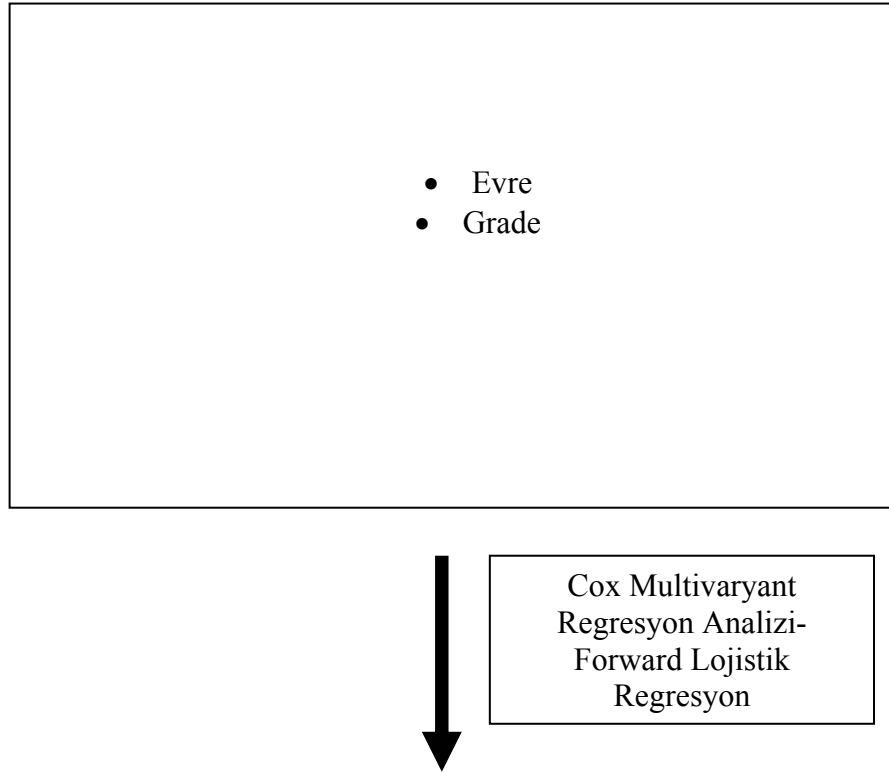 • Evre
• Grade
Cox Multivaryant
Regresyon Analizi-
Forward Lojistik
Regresyon